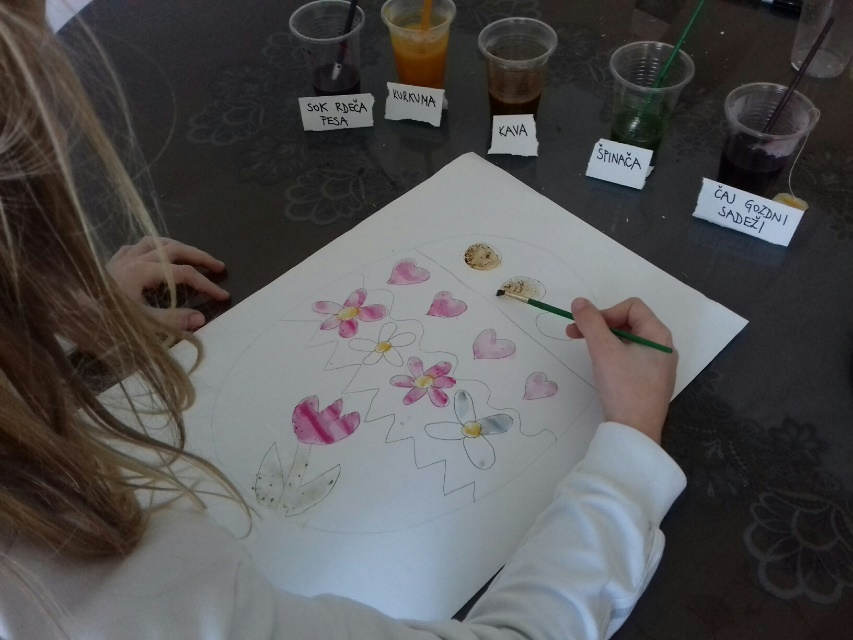 SOK RDEČA
PESA
KURKUMA
KAVA
ŠPINAČA
ČAJ GOZDNI
SADEŽI